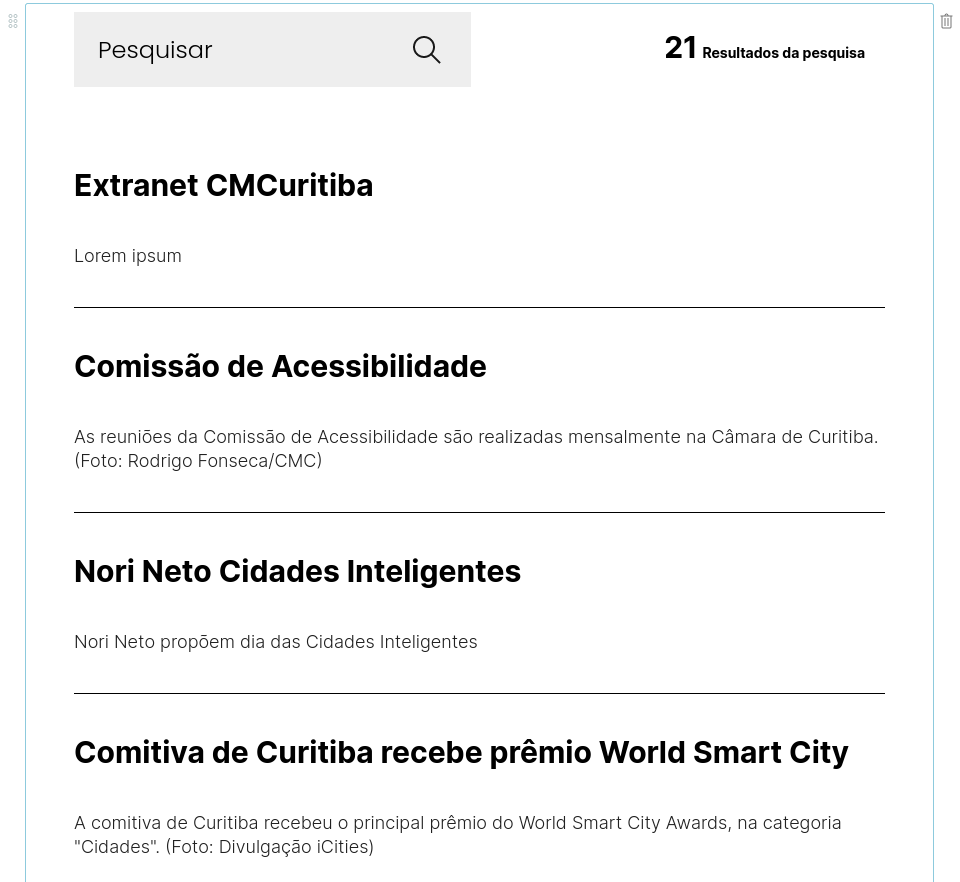 Pesquisar
21 Resultados da pesquisa
Extranet CMCuritiba
Lorem ipsum
Comissão de Acessibilidade
As reuniões da Comissão de Acessibilidade são realizadas mensalmente na Câmara de Curitiba.
(Foto: Rodrigo Fonseca/CMC)
Nori Neto Cidades Inteligentes
Nori Neto propõem dia das Cidades Inteligentes
Comitiva de Curitiba recebe prêmio World Smart City
A comitiva de Curitiba recebeu o principal prêmio do World Smart City Awards, na categoria
"Cidades". (Foto: Divulgação iCities)